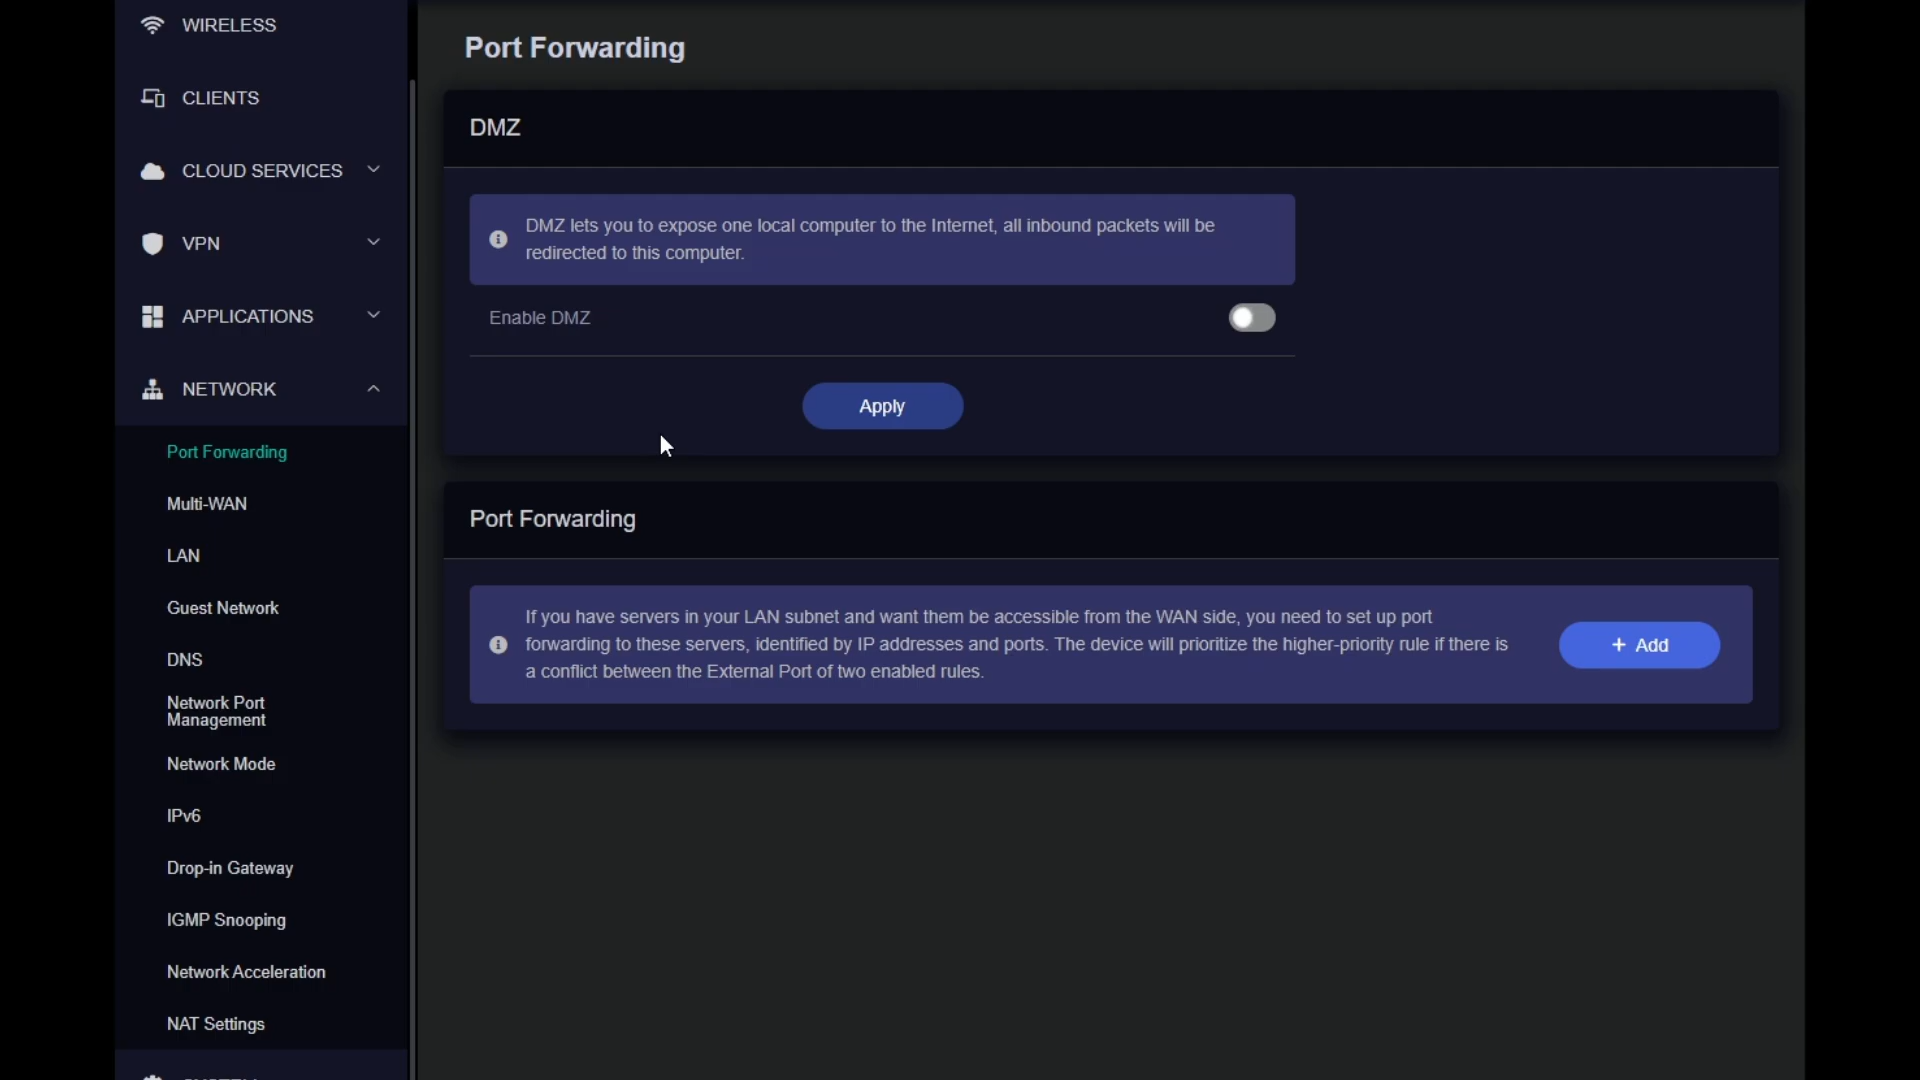 WIRELESS
CLIENTS
CLOUD SERVICES
VPN
APPLICATIONS
NETWORK
Port Forwarding
Multi-WAN
LAN
Guest Network
DNS
Network Port
Management
Network Mode
IPv6
Drop-in Gateway
IGMP Snooping
Network Acceleration
NAT Settings
Port Forwarding
DMZ
DMZ lets you to expose one local computer to the Internet, all inbound packets will be
redirected to this computer.
Enable DMZ
Apply
Port Forwarding
If you have servers in your LAN subnet and want them be accessible from the WAN side, you need to set up port
forwarding to these servers, identified by IP addresses and ports. The device will prioritize the higher-priority rule if there is
a conflict between the External Port of two enabled rules.
+ Add